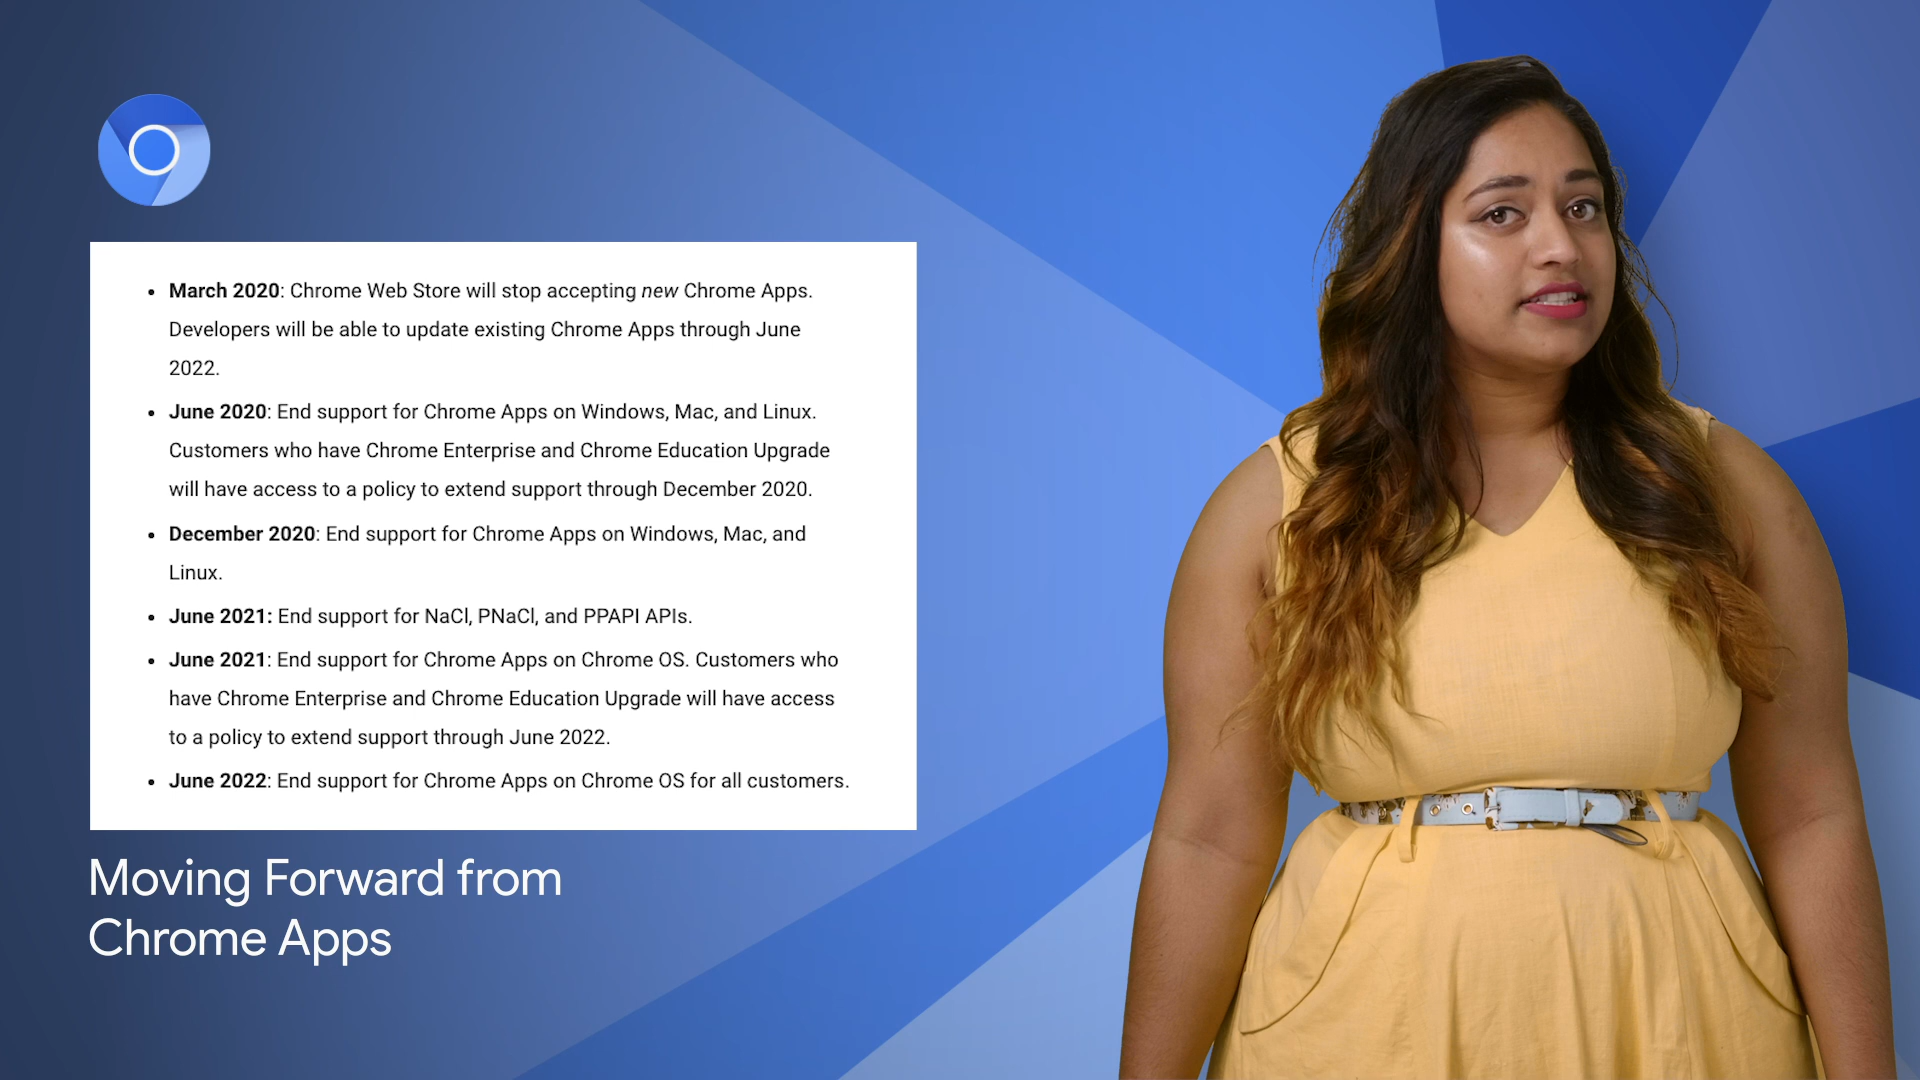 March 2020: Chrome Web Store will stop accepting new Chrome Apps.
Developers will be able to update existing Chrome Apps through June
2022.
June 2020: End support for Chrome Apps on Windows, Mac, and Linux.
Customers who have Chrome Enterprise and Chrome Education Upgrade
will have access to a policy to extend support through December 2020.
December 2020: End support for Chrome Apps on Windows, Mac, and
Linux.
June 2021: End support for NaCl, PNaCl, and PPAPI APIs.
June 2021: End support for Chrome Apps on Chrome OS. Customers who
have Chrome Enterprise and Chrome Education Upgrade will have access
to a policy to extend support through June 2022.
June 2022: End support for Chrome Apps on Chrome OS for all customers.
Moving Forward from
Chrome Apps